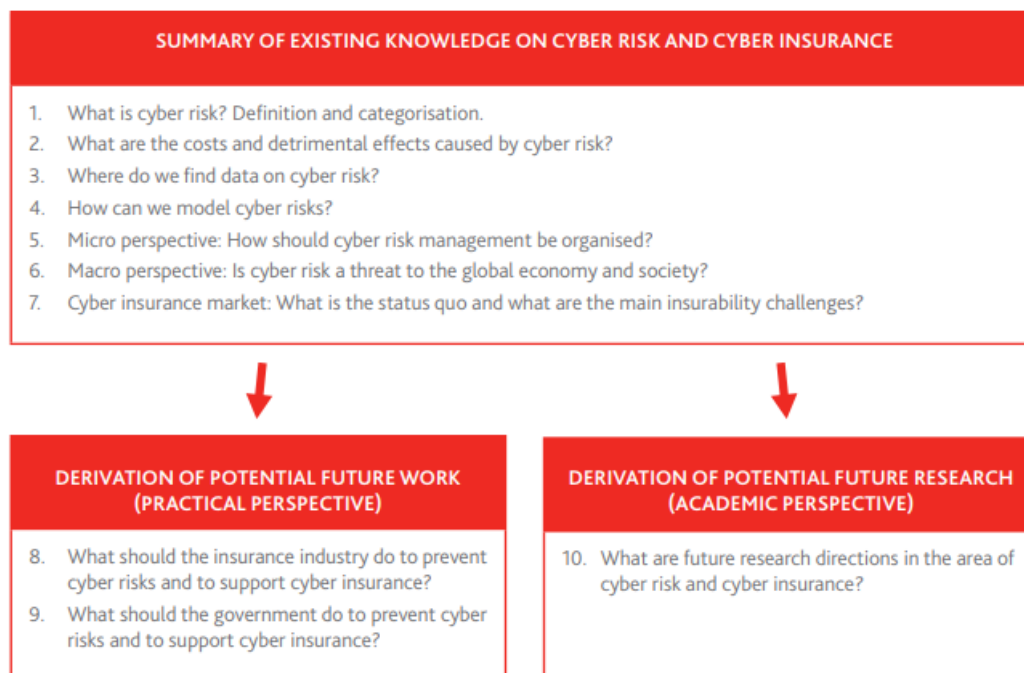 SUMMARY OF EXISTING KNOWLEDGE ON CYBER RISK AND CYBER INSURANCE
1. What is cyber risk? Definition and categorisation.
2. What are the costs and detrimental effects caused by cyber risk?
3. Where do we find data on cyber risk?
4. How can we model cyber risks?
5. Micro perspective: How should cyber risk management be organised?
6. Macro perspective: Is cyber risk a threat to the global economy and society?
7. Cyber insurance market: What is the status quo and what are the main insurability challenges?
DERIVATION OF POTENTIAL FUTURE WORK
(PRACTICAL PERSPECTIVE)
8. What should the insurance industry do to prevent
cyber risks and to support cyber insurance?
9. What should the government do to prevent cyber
risks and to support cyber insurance?
DERIVATION OF POTENTIAL FUTURE RESEARCH
(ACADEMIC PERSPECTIVE)
10. What are future research directions in the area of
cyber risk and cyber insurance?